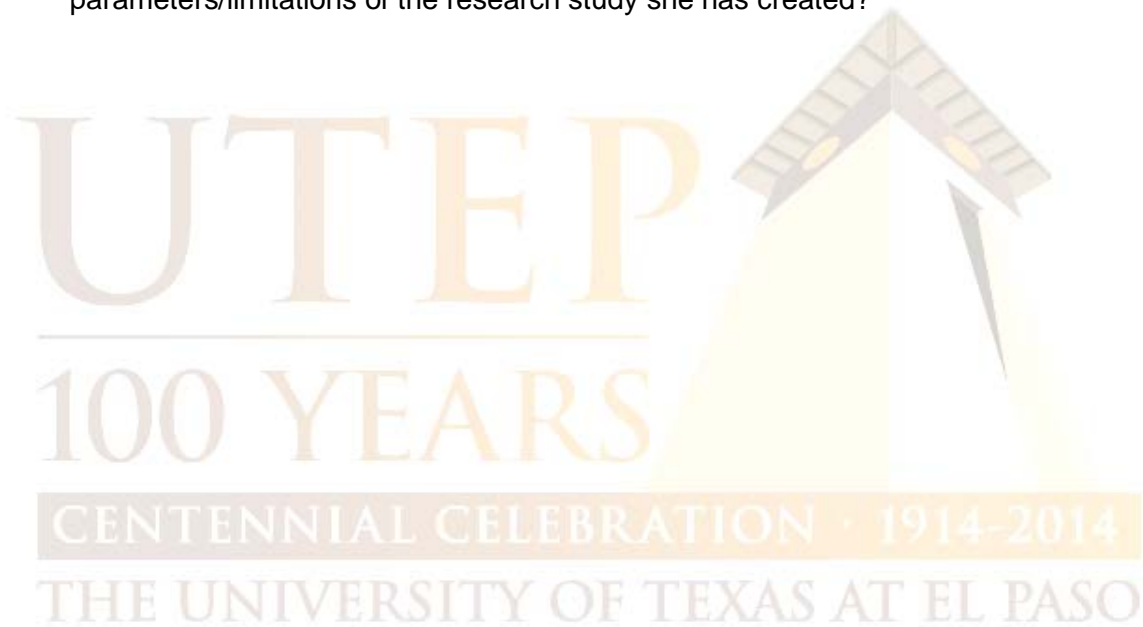 parameters/limitations of the research study she has created?
UTEP
100 YEARS
CENTENNIAL CELEBRATION · 1914-2014
THE UNIVERSITY OF TEXAS AT EL PASO